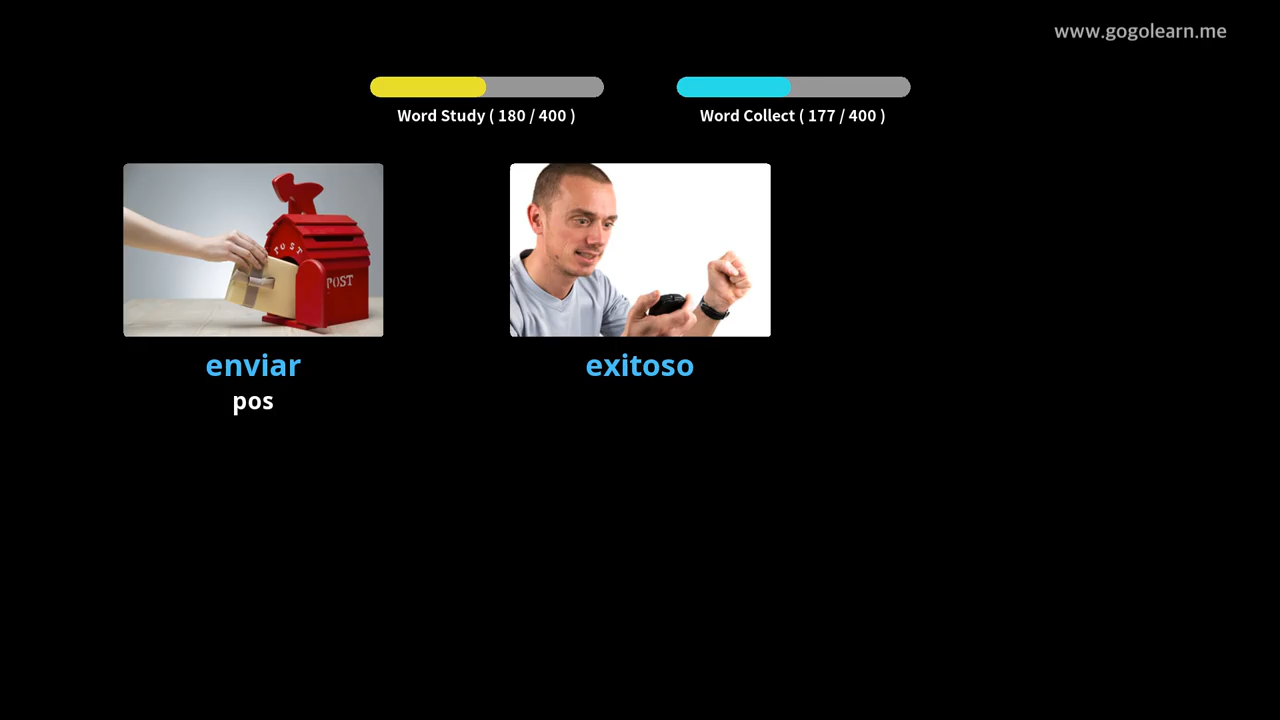 www.gogolearn.me
Word Study ( 180 / 400 )
Word Collect ( 177 / 400 )
POST
POST
enviar
exitoso
pos